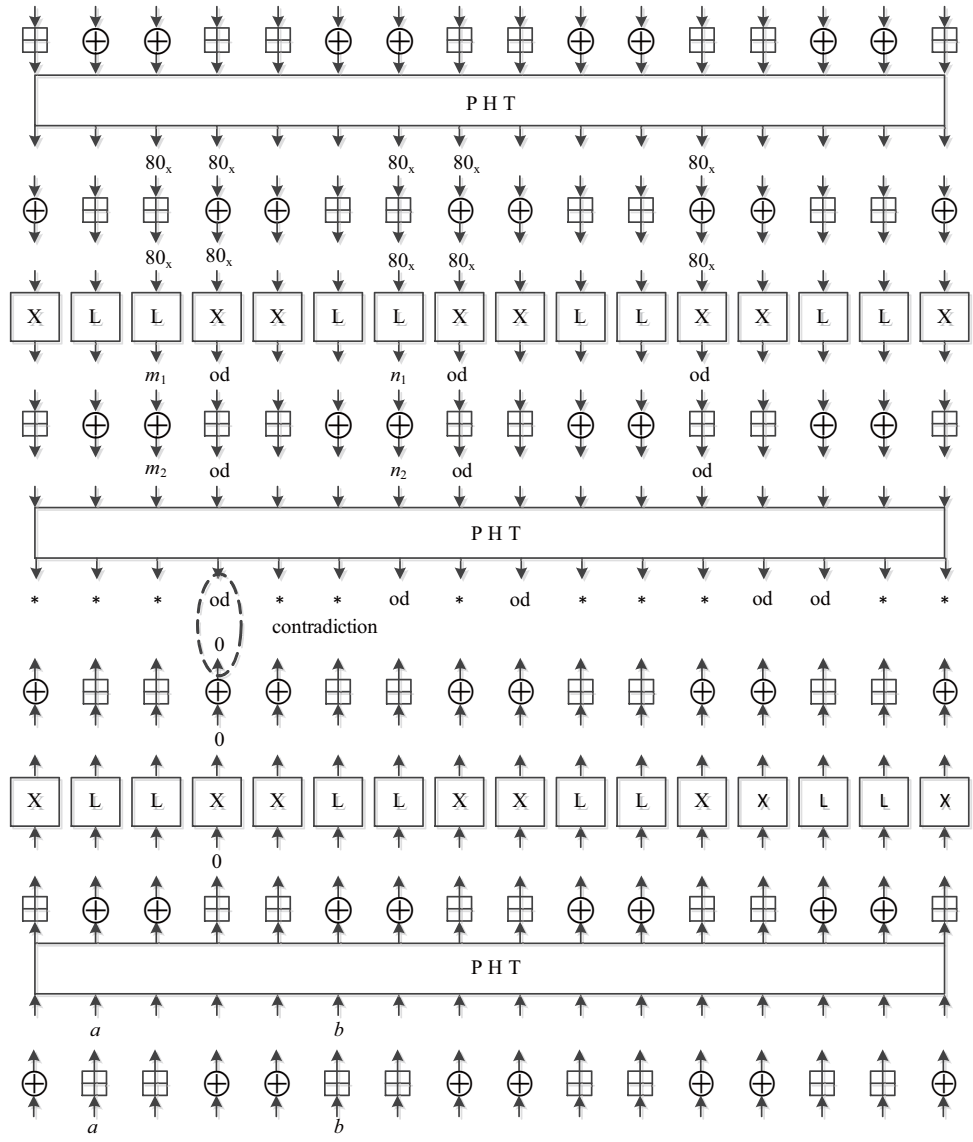 P H T
80x 80x 80x 80x 80x
80x 80x 80x 80x 80x
X L L X X L L X X L L X X L L X
m1 od n1 od od
m2 od n2 od od
P H T
* * * od * * od * od * * * od od * *
contradiction
0
0
X L L X X L L X X L L X X L L X
0
P H T
a b
a b